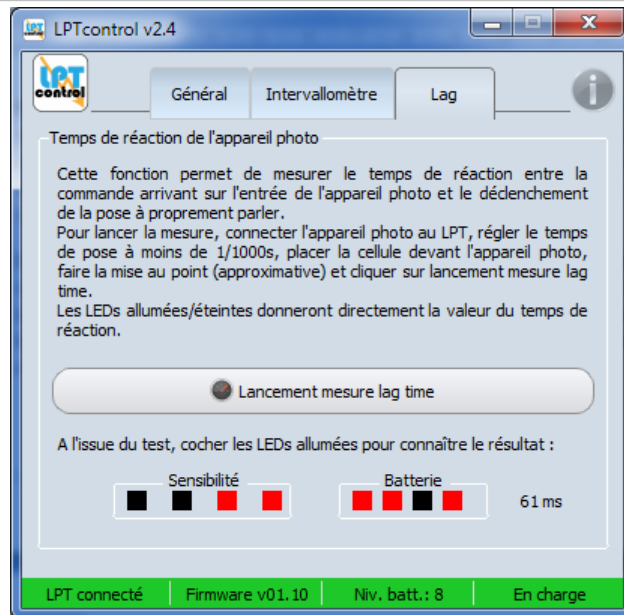 LPTcontrol v2.4
LPT
control
Général
Intervallomètre
Lag
i
Temps de réaction de l'appareil photo
Cette fonction permet de mesurer le temps de réaction entre la
commande arrivant sur l'entrée de l'appareil photo et le déclenchement
de la pose à proprement parler.
Pour lancer la mesure, connecter l'appareil photo au LPT, régler le temps
de pose à moins de 1/1000s, placer la cellule devant l'appareil photo,
faire la mise au point (approximative) et cliquer sur lancement mesure lag
time.
Les LEDs allumées/éteintes donneront directement la valeur du temps de
réaction.
Lancement mesure lag time
A l'issue du test, cocher les LEDs allumées pour connaître le résultat :
Sensibilité
Batterie
61 ms
LPT connecté
Firmware v01.10
Niv. batt.: 8
En charge